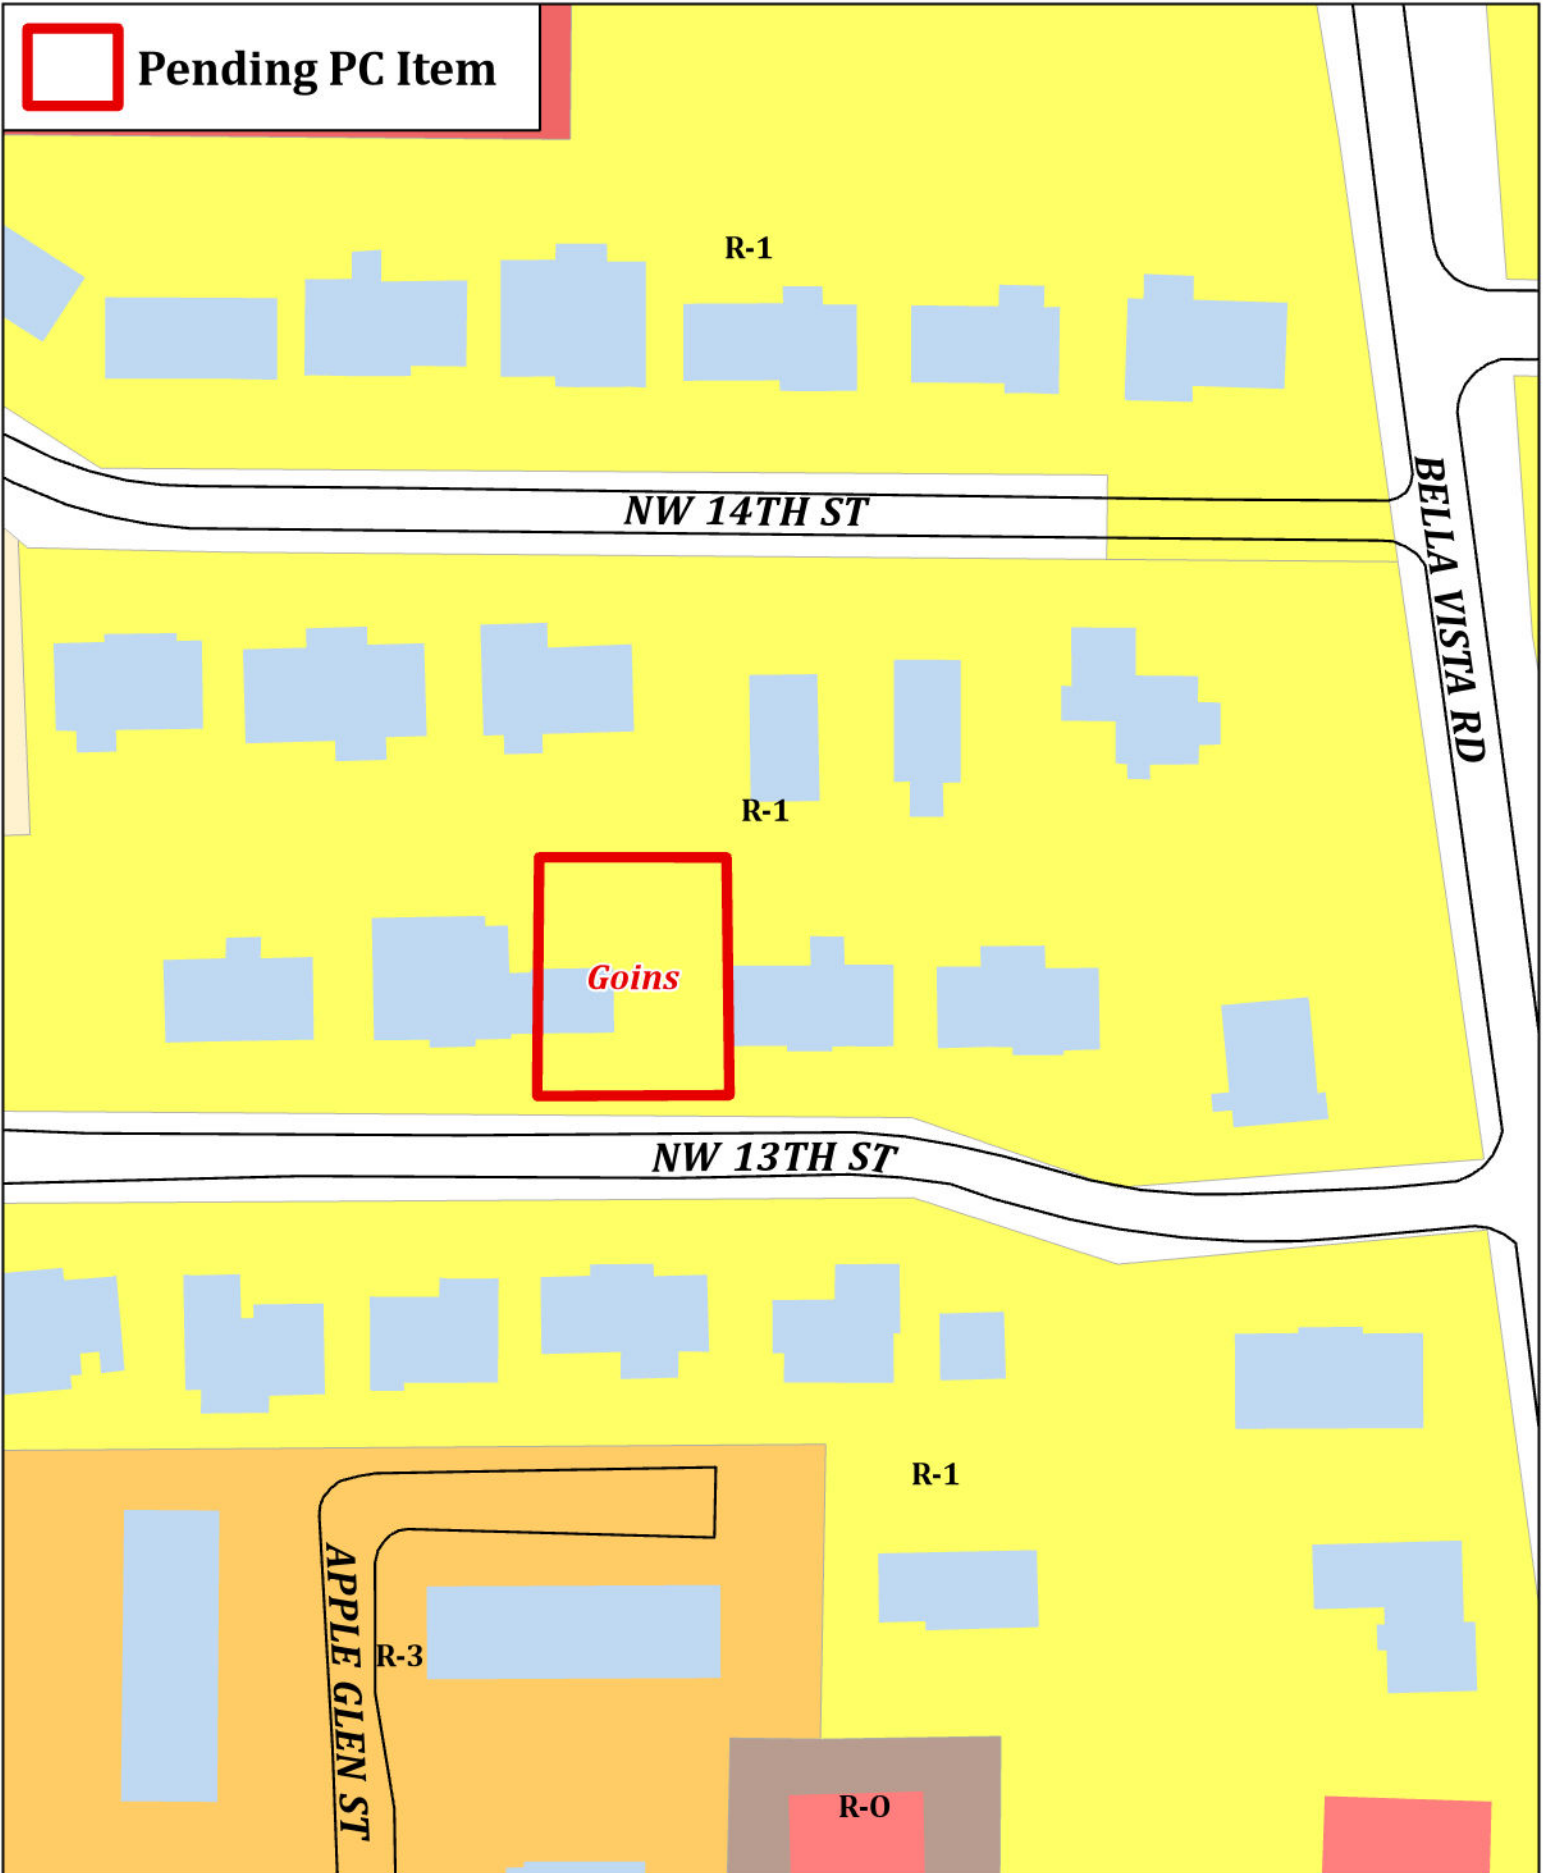 Pending PC Item
R-1
NW 14TH ST
BELLA VISTA RD
R-1
Goins
NW 13TH ST
R-1
APPLE GLEN ST
R-3
R-O